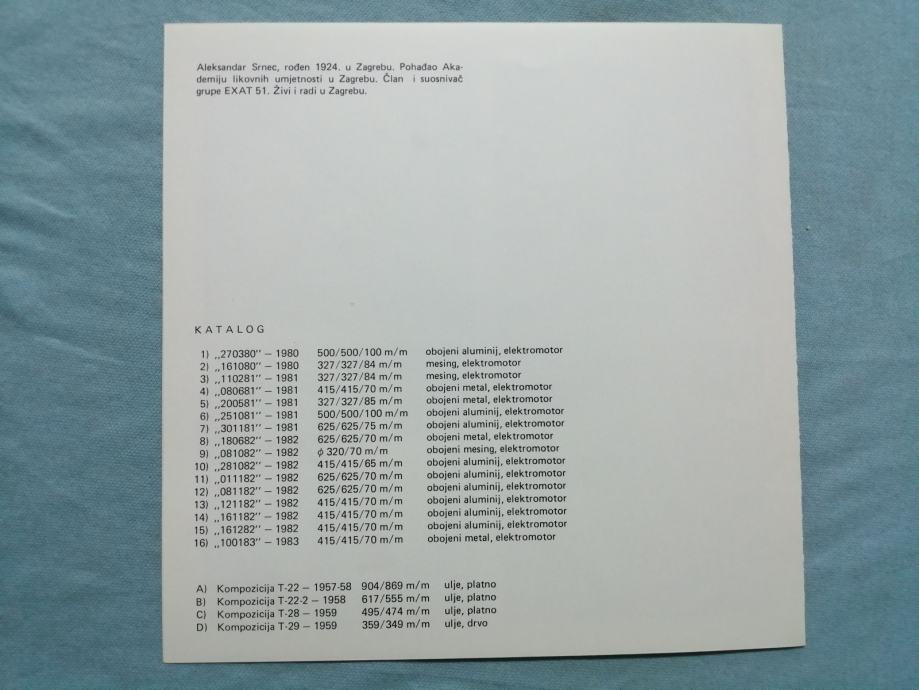 Aleksandar Srnec, rođen 1924. u Zagrebu. Pohađao Aka-
demiju likovnih umjetnosti u Zagrebu. Član i suosnivač
grupe EXAT 51. Živi i radi u Zagrebu.
KATALOG
1) „270380" – 1980 500/500/100 m/m obojeni aluminij, elektromotor
2) „161080" – 1980 327/327/84 m/m mesing, elektromotor
3) „110281" – 1981 327/327/84 m/m mesing, elektromotor
4) „080681" – 1981 415/415/70 m/m obojeni metal, elektromotor
5) „200581" – 1981 327/327/85 m/m obojeni metal, elektromotor
6) „251081" – 1981 500/500/100 m/m obojeni aluminij, elektromotor
7) „301181" – 1981 625/625/75 m/m obojeni aluminij, elektromotor
8) „180682" – 1982 625/625/70 m/m obojeni metal, elektromotor
9) „081082" – 1982 ϕ 320/70 m/m obojeni mesing, elektromotor
10) „281082" – 1982 415/415/65 m/m obojeni aluminij, elektromotor
11) „011182" – 1982 625/625/70 m/m obojeni aluminij, elektromotor
12) „081182" – 1982 625/625/70 m/m obojeni aluminij, elektromotor
13) „121182" – 1982 415/415/70 m/m obojeni aluminij, elektromotor
14) „161182" – 1982 415/415/70 m/m obojeni aluminij, elektromotor
15) „161282" – 1982 415/415/70 m/m obojeni aluminij, elektromotor
16) „100183" – 1983 415/415/70 m/m obojeni metal, elektromotor
A) Kompozicija T-22 – 1957-58 904/869 m/m ulje, platno
B) Kompozicija T-22-2 – 1958 617/555 m/m ulje, platno
C) Kompozicija T-28 – 1959 495/474 m/m ulje, platno
D) Kompozicija T-29 – 1959 359/349 m/m ulje, drvo